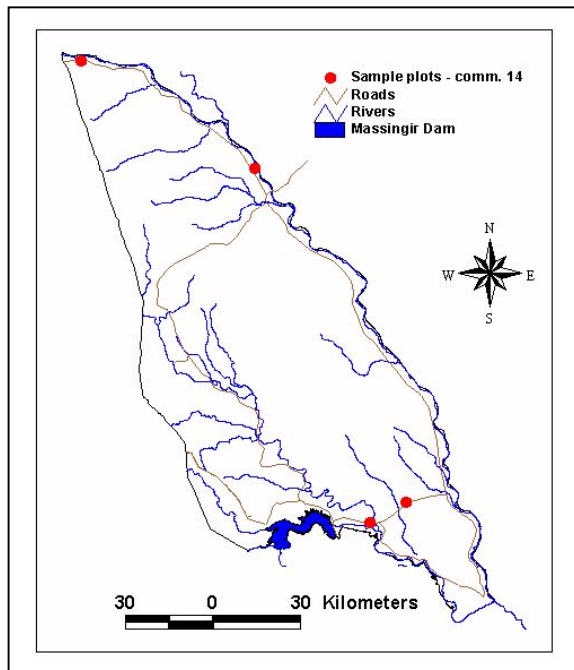 Sample plots - comm. 14
Roads
Rivers
Massingir Dam
N
W E
S
30 0 30 Kilometers